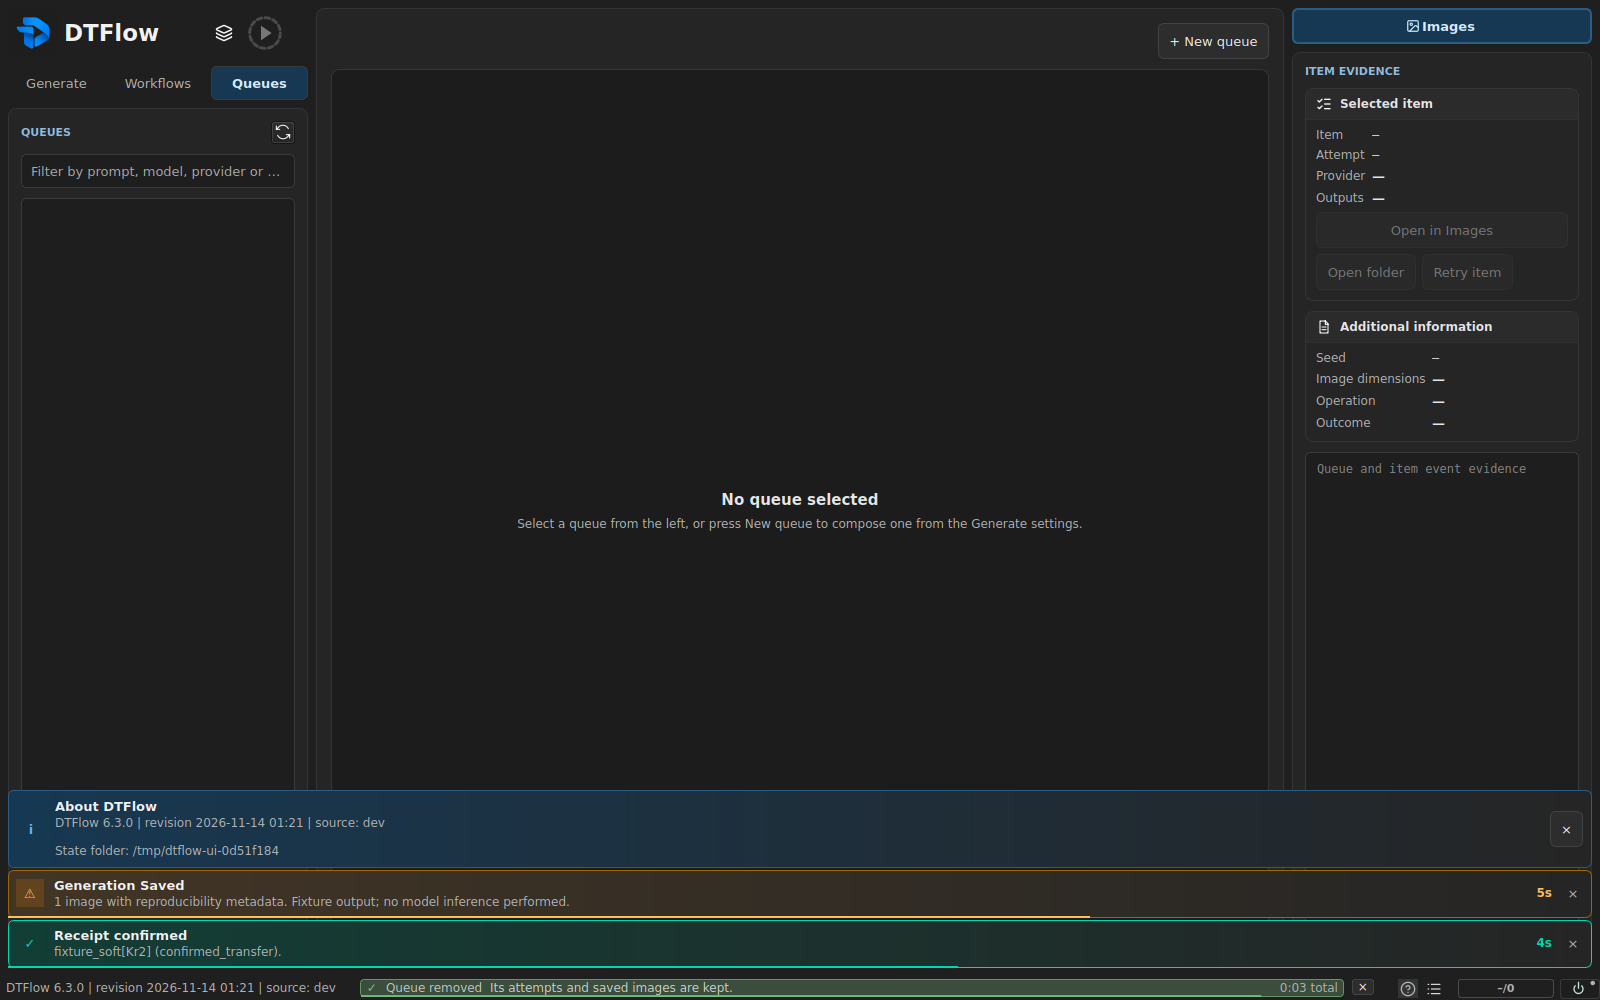 DTFlow
Generate
Workflows
Queues
QUEUES
Filter by prompt, model, provider or ...
+ New queue
No queue selected
Select a queue from the left, or press New queue to compose one from the Generate settings.
Images
ITEM EVIDENCE
Selected item
Item –
Attempt –
Provider —
Outputs —
Open in Images
Open folder
Retry item
Additional information
Seed –
Image dimensions —
Operation —
Outcome —
Queue and item event evidence
About DTFlow
DTFlow 6.3.0 | revision 2026-11-14 01:21 | source: dev
State folder: /tmp/dtflow-ui-0d51f184
Generation Saved
1 image with reproducibility metadata. Fixture output; no model inference performed.
5s
Receipt confirmed
fixture_soft[Kr2] (confirmed_transfer).
4s
DTFlow 6.3.0 | revision 2026-11-14 01:21 | source: dev
✓ Queue removed Its attempts and saved images are kept.
0:03 total
–/0